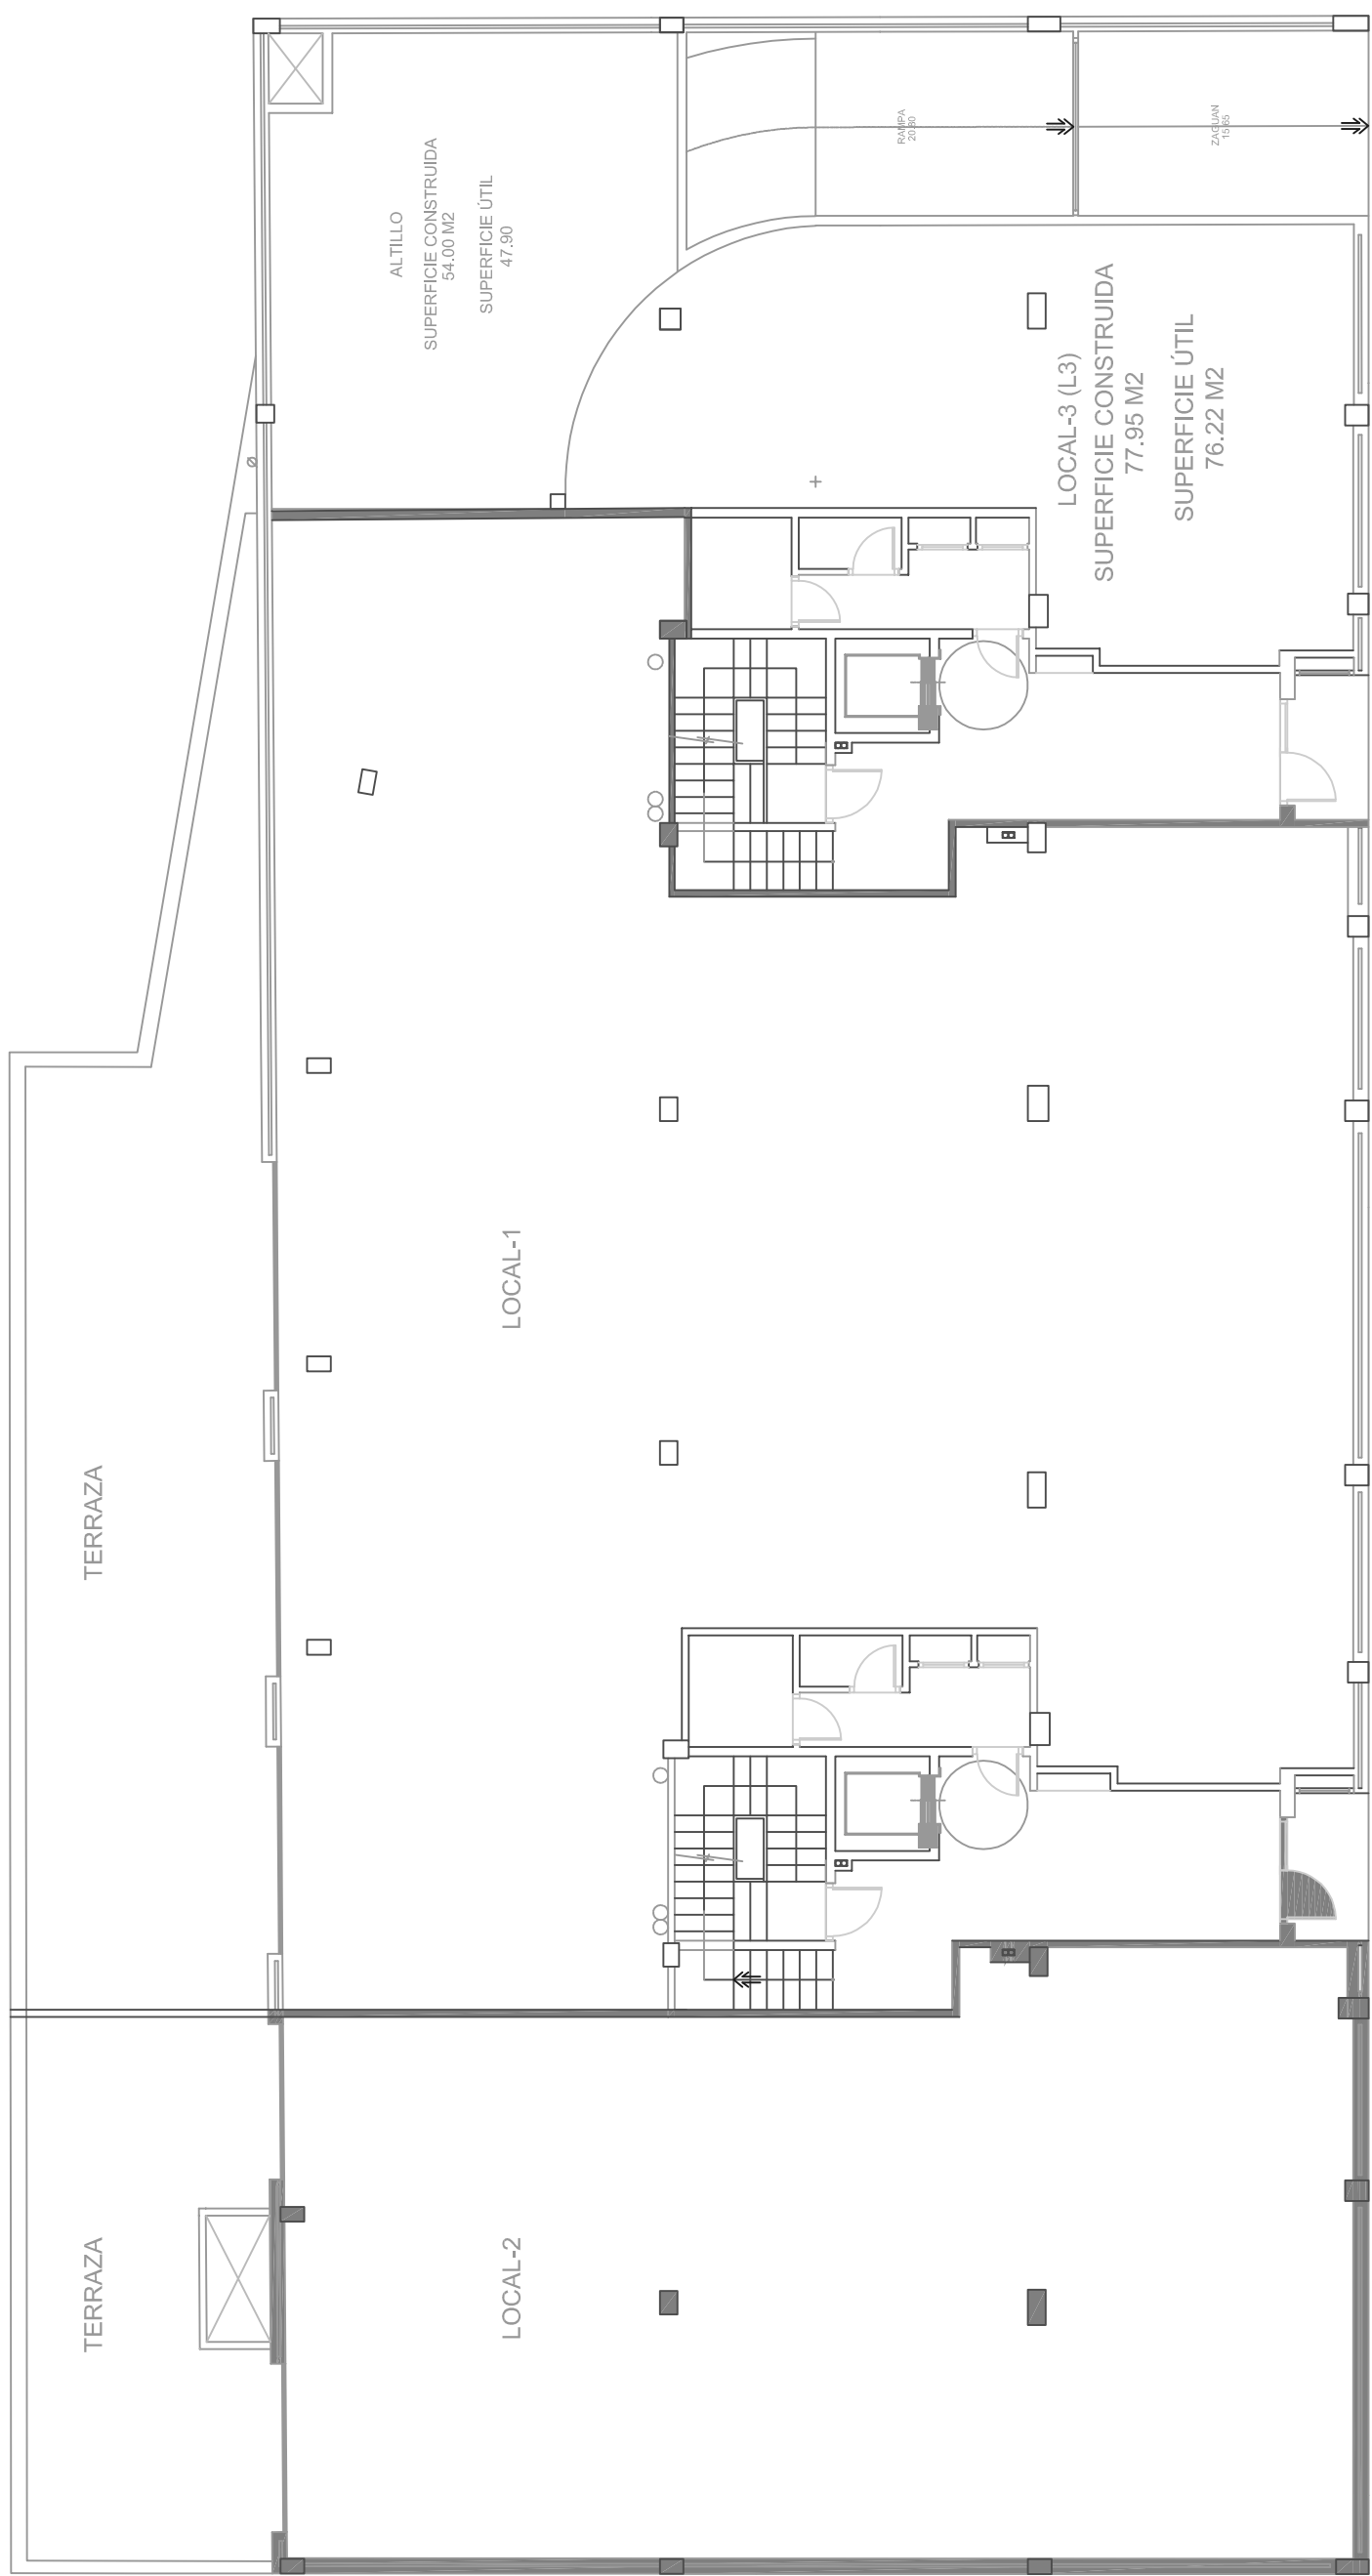 ALTILLO
SUPERFICIE CONSTRUIDA
54.00 M2
SUPERFICIE ÚTIL
47.90
RAMPA
20.80
ZAGUAN
15.65
LOCAL-3 (L3)
SUPERFICIE CONSTRUIDA
77.95 M2
SUPERFICIE ÚTIL
76.22 M2
LOCAL-1
TERRAZA
TERRAZA
LOCAL-2